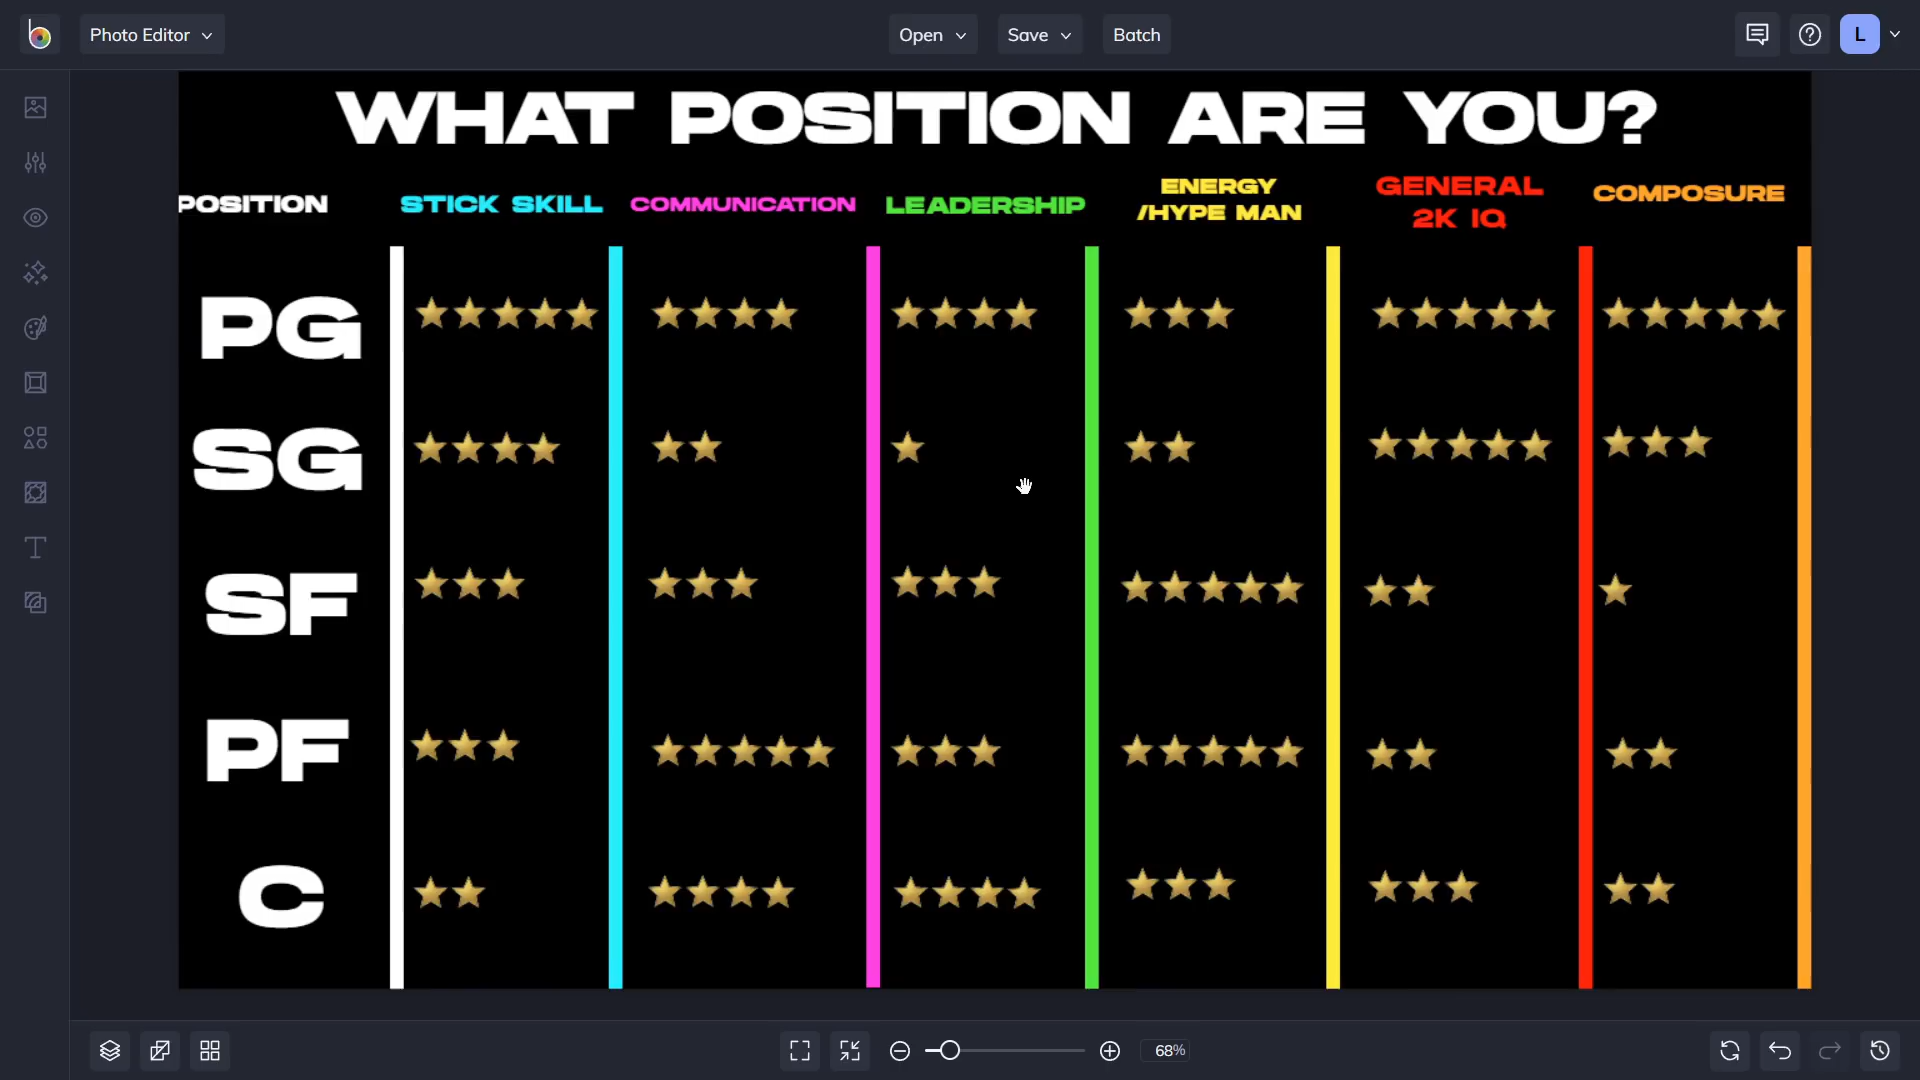 Photo Editor
Open
Save
Batch
L
WHAT POSITION ARE YOU?
POSITION
STICK SKILL
COMMUNICATION
LEADERSHIP
ENERGY
/HYPE MAN
GENERAL
2K IQ
COMPOSURE
PG
SG
SF
PF
C
68%